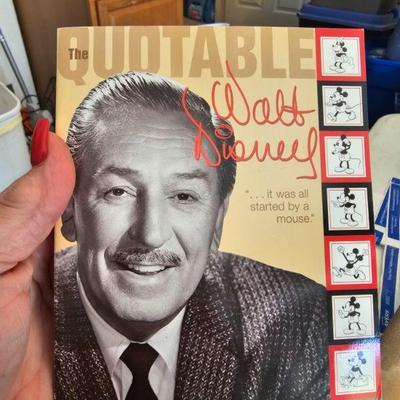 The
QUOTABLE
Walt
Disney
“. . . it was all
started by a
mouse.”